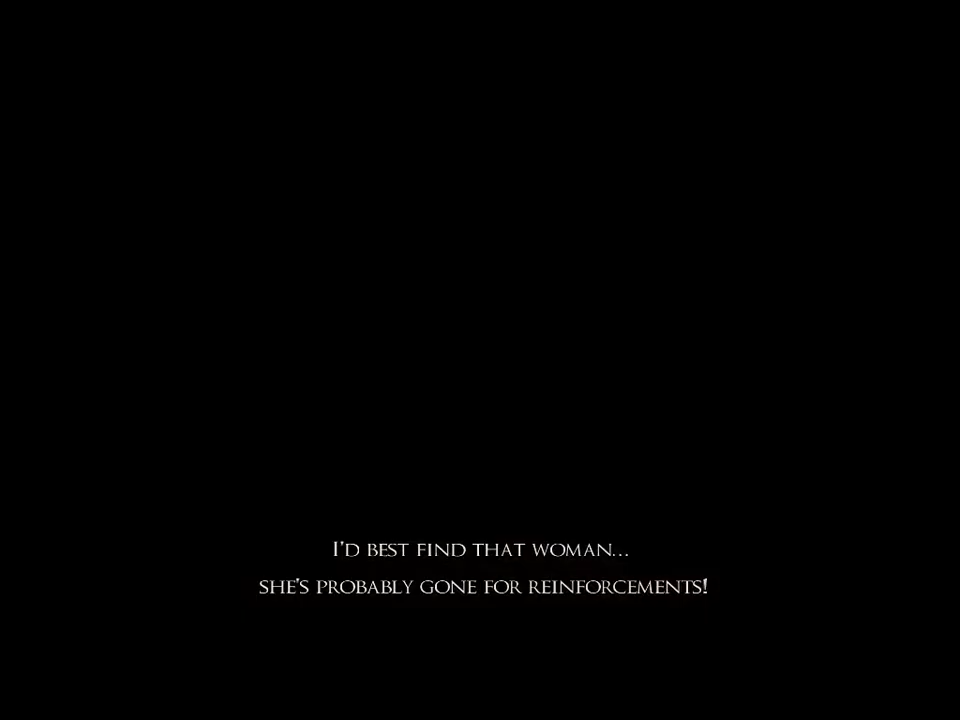 I'd best find that woman...
she's probably gone for reinforcements!